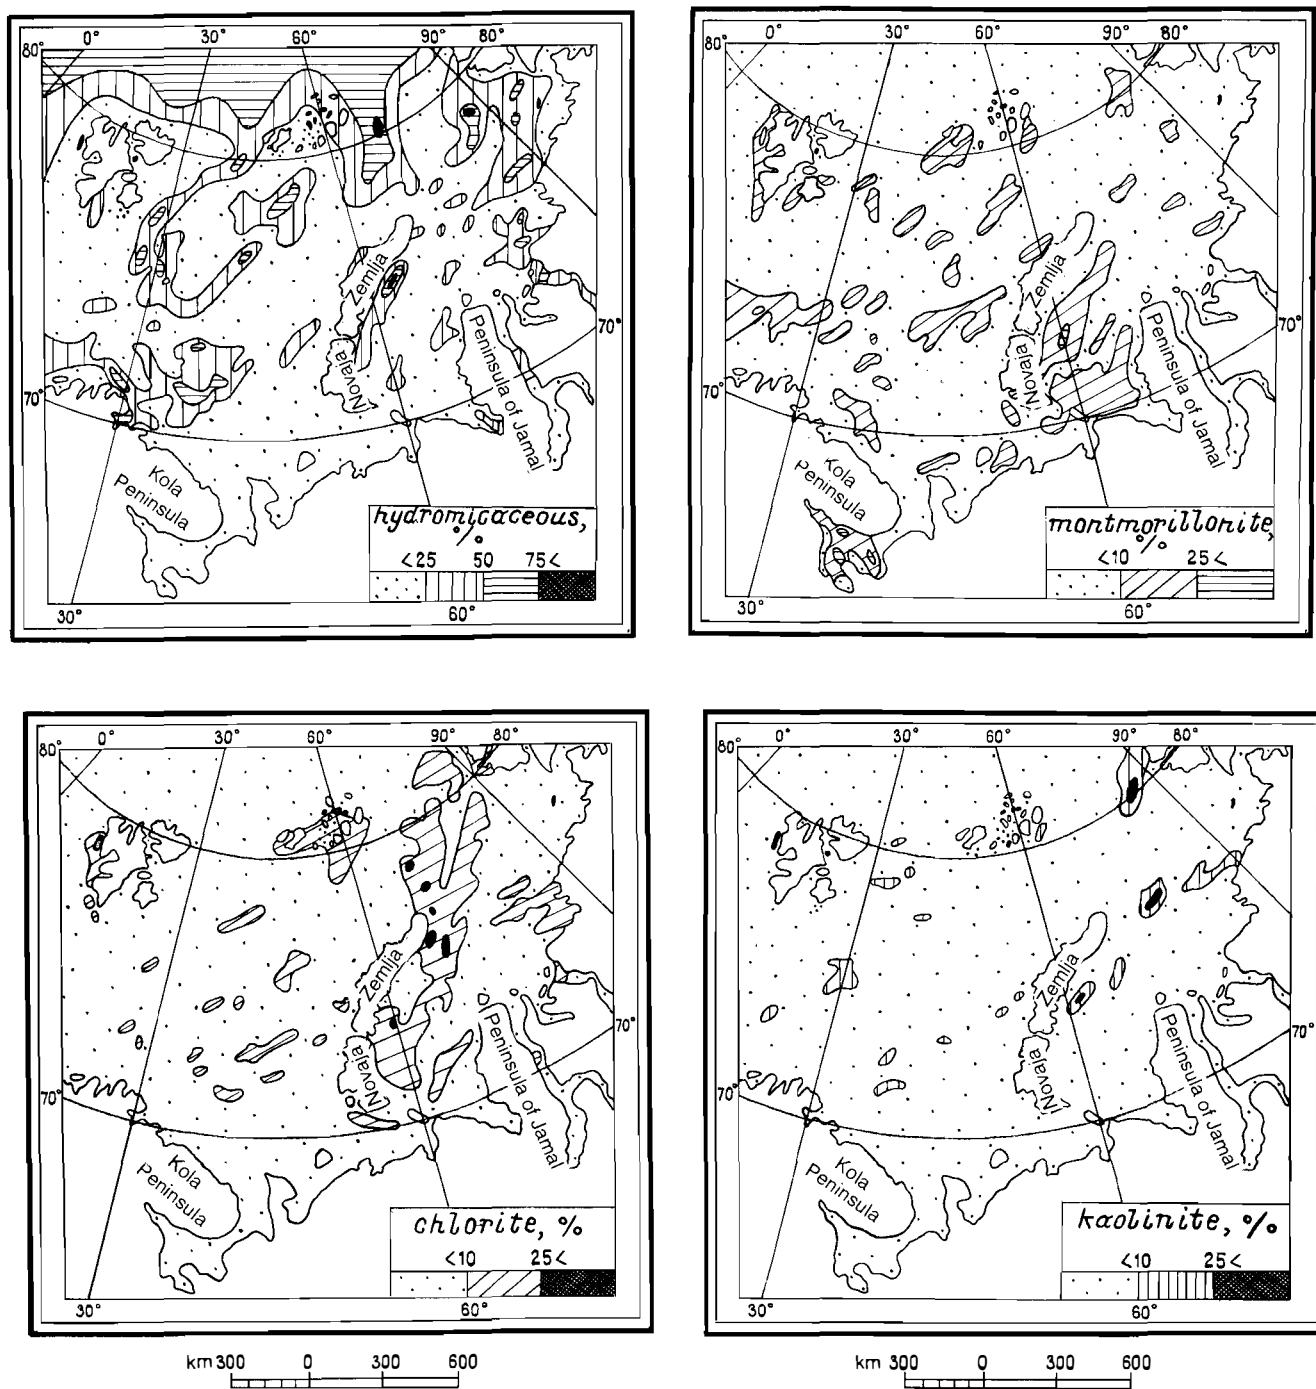 0° 30° 60° 90° 80°
80°
Zemlja
Novaja
Peninsula of Jamal
70°
70°
Kola
Peninsula
hydromicaceous,
%
<25 50 75<
30° 60°
0° 30° 60° 90° 80°
80
Zemlja
Novaja
Peninsula of Jamal
70°
70°
Kola
Peninsula
montmorillonite,
%
<10 25<
30° 60°
0° 30° 60° 90° 80°
80°
Zemlja
Novaja
Peninsula of Jamal
70°
70°
Kola
Peninsula
chlorite, %
<10 25<
30° 60°
0° 30° 60° 90° 80°
80°
Zemlja
Novaja
Peninsula of Jamal
70°
70°
Kola
Peninsula
kaolinite, %
<10 25<
30° 60°
km 300 0 300 600
km 300 0 300 600